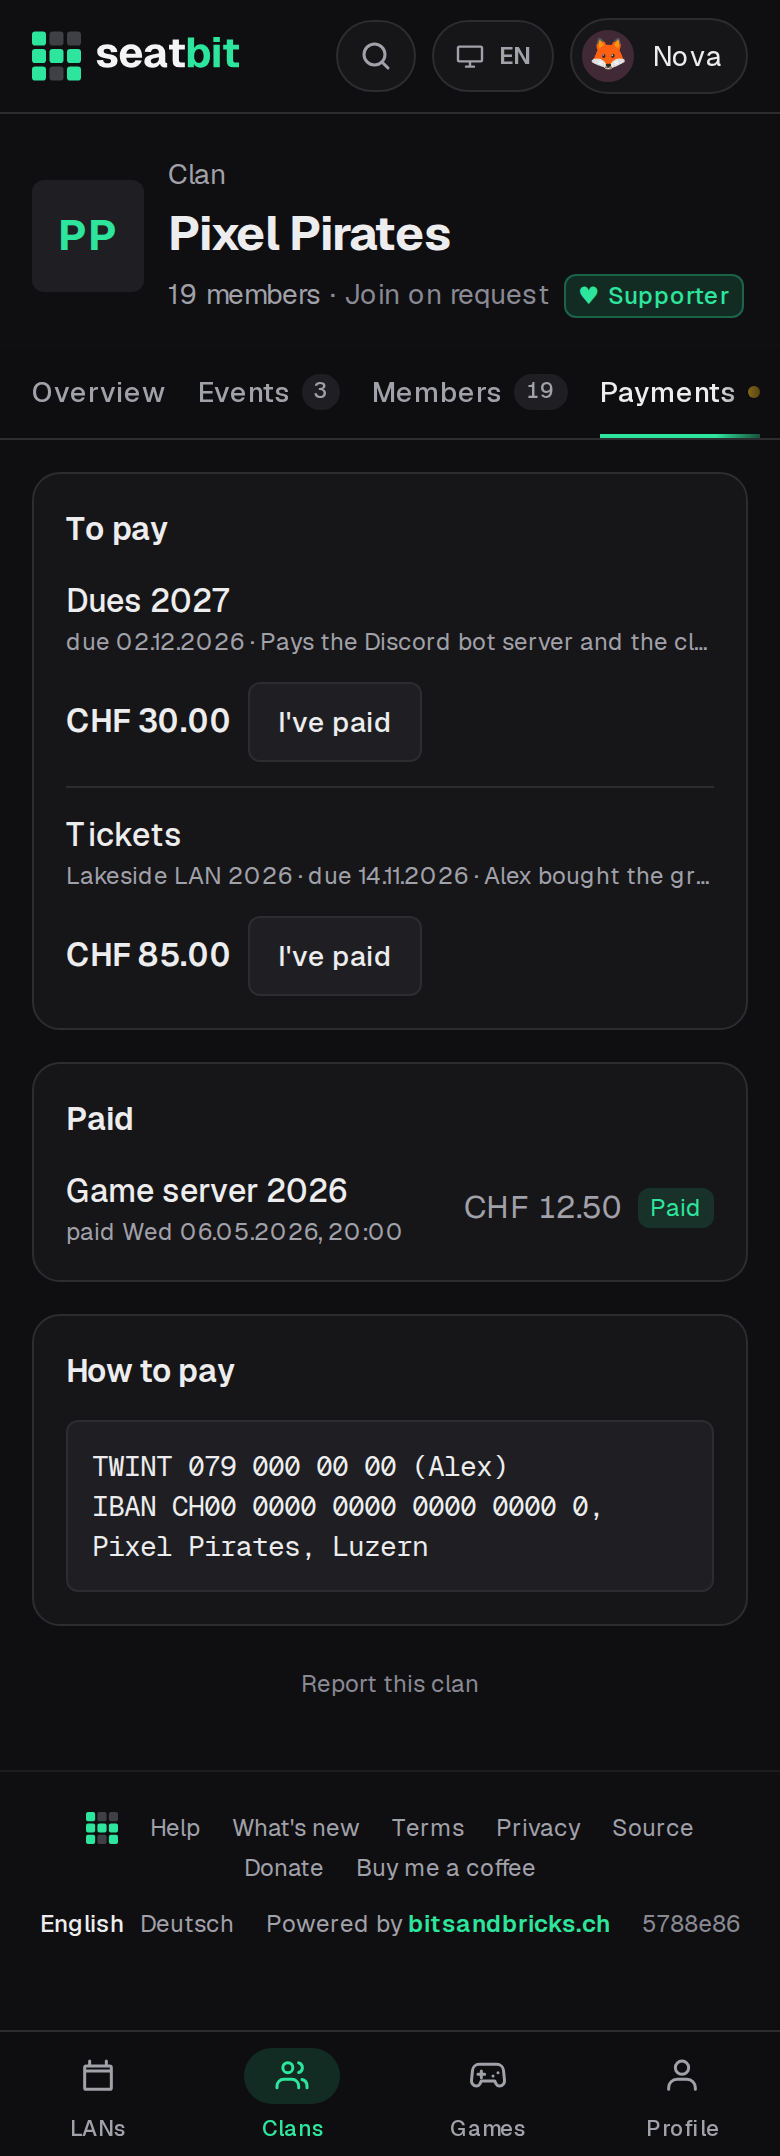 seatbit EN Nova
Clan
PP Pixel Pirates
19 members · Join on request ♥ Supporter
Overview Events 3 Members 19 Payments
To pay
Dues 2027
due 02.12.2026 · Pays the Discord bot server and the cl…
CHF 30.00 I've paid
Tickets
Lakeside LAN 2026 · due 14.11.2026 · Alex bought the gr…
CHF 85.00 I've paid
Paid
Game server 2026
paid Wed 06.05.2026, 20:00
CHF 12.50 Paid
How to pay
TWINT 079 000 00 00 (Alex)
IBAN CH00 0000 0000 0000 0000 0,
Pixel Pirates, Luzern
Report this clan
Help What's new Terms Privacy Source
Donate Buy me a coffee
English Deutsch Powered by bitsandbricks.ch 5788e86
LANs Clans Games Profile